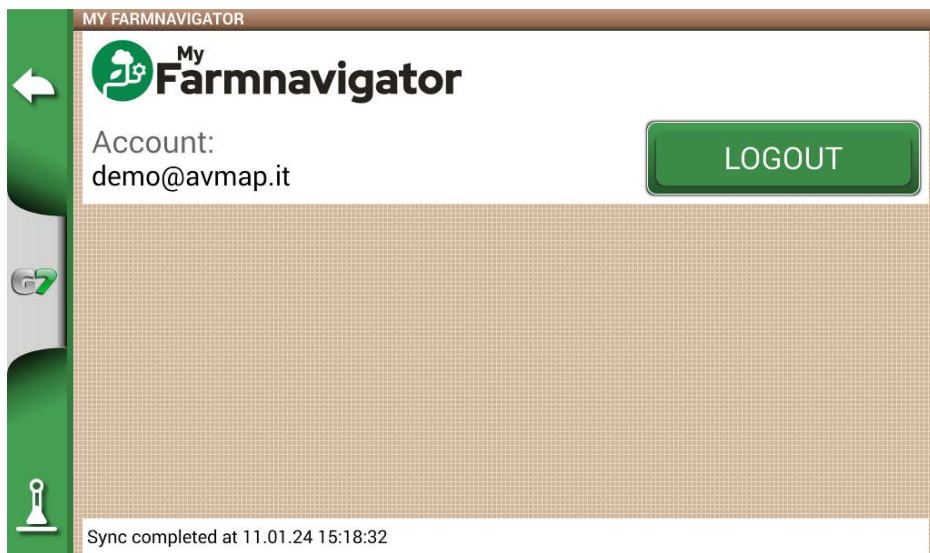 MY FARMNAVIGATOR
My
Farmnavigator
Account:
demo@avmap.it
LOGOUT
G7
Sync completed at 11.01.24 15:18:32